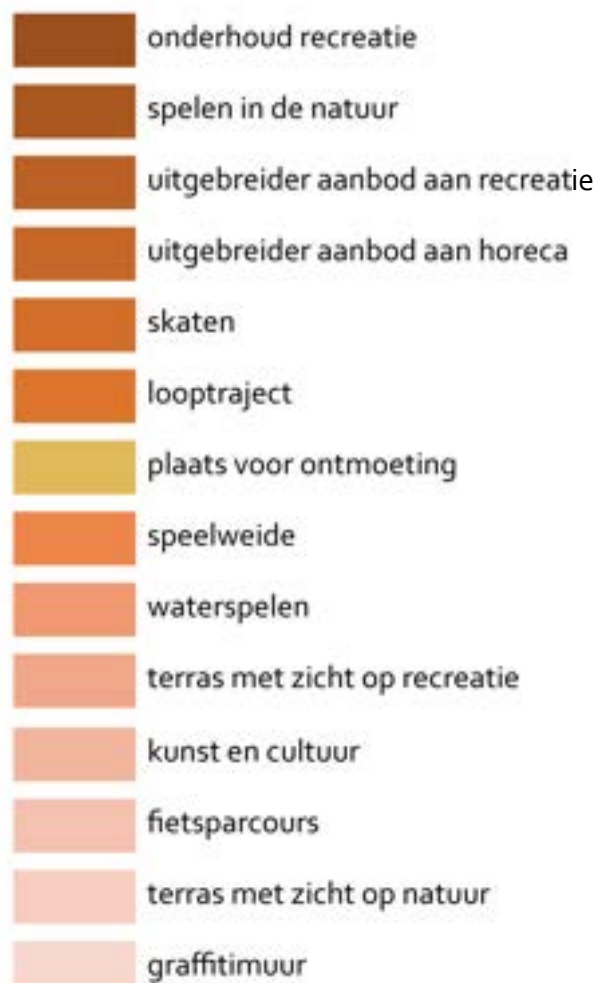 onderhoud recreatie
spelen in de natuur
uitgebreider aanbod aan recreatie
uitgebreider aanbod aan horeca
skaten
looptraject
plaats voor ontmoeting
speelweide
waterspelen
terras met zicht op recreatie
kunst en cultuur
fietsparcours
terras met zicht op natuur
graffitimuur